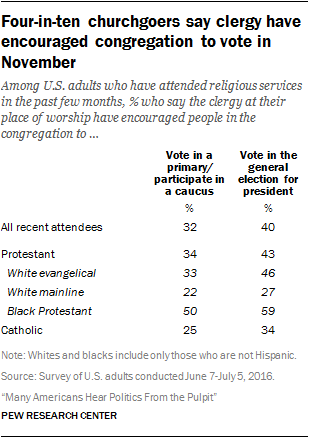 Four-in-ten churchgoers say clergy have
encouraged congregation to vote in
November
Among U.S. adults who have attended religious services
in the past few months, % who say the clergy at their
place of worship have encouraged people in the
congregation to ...
Vote in a primary/ participate in a caucus
Vote in the general election for president
% %
All recent attendees 32 40
Protestant 34 43
White evangelical 33 46
White mainline 22 27
Black Protestant 50 59
Catholic 25 34
Note: Whites and blacks include only those who are not Hispanic.
Source: Survey of U.S. adults conducted June 7-July 5, 2016.
“Many Americans Hear Politics From the Pulpit”
PEW RESEARCH CENTER